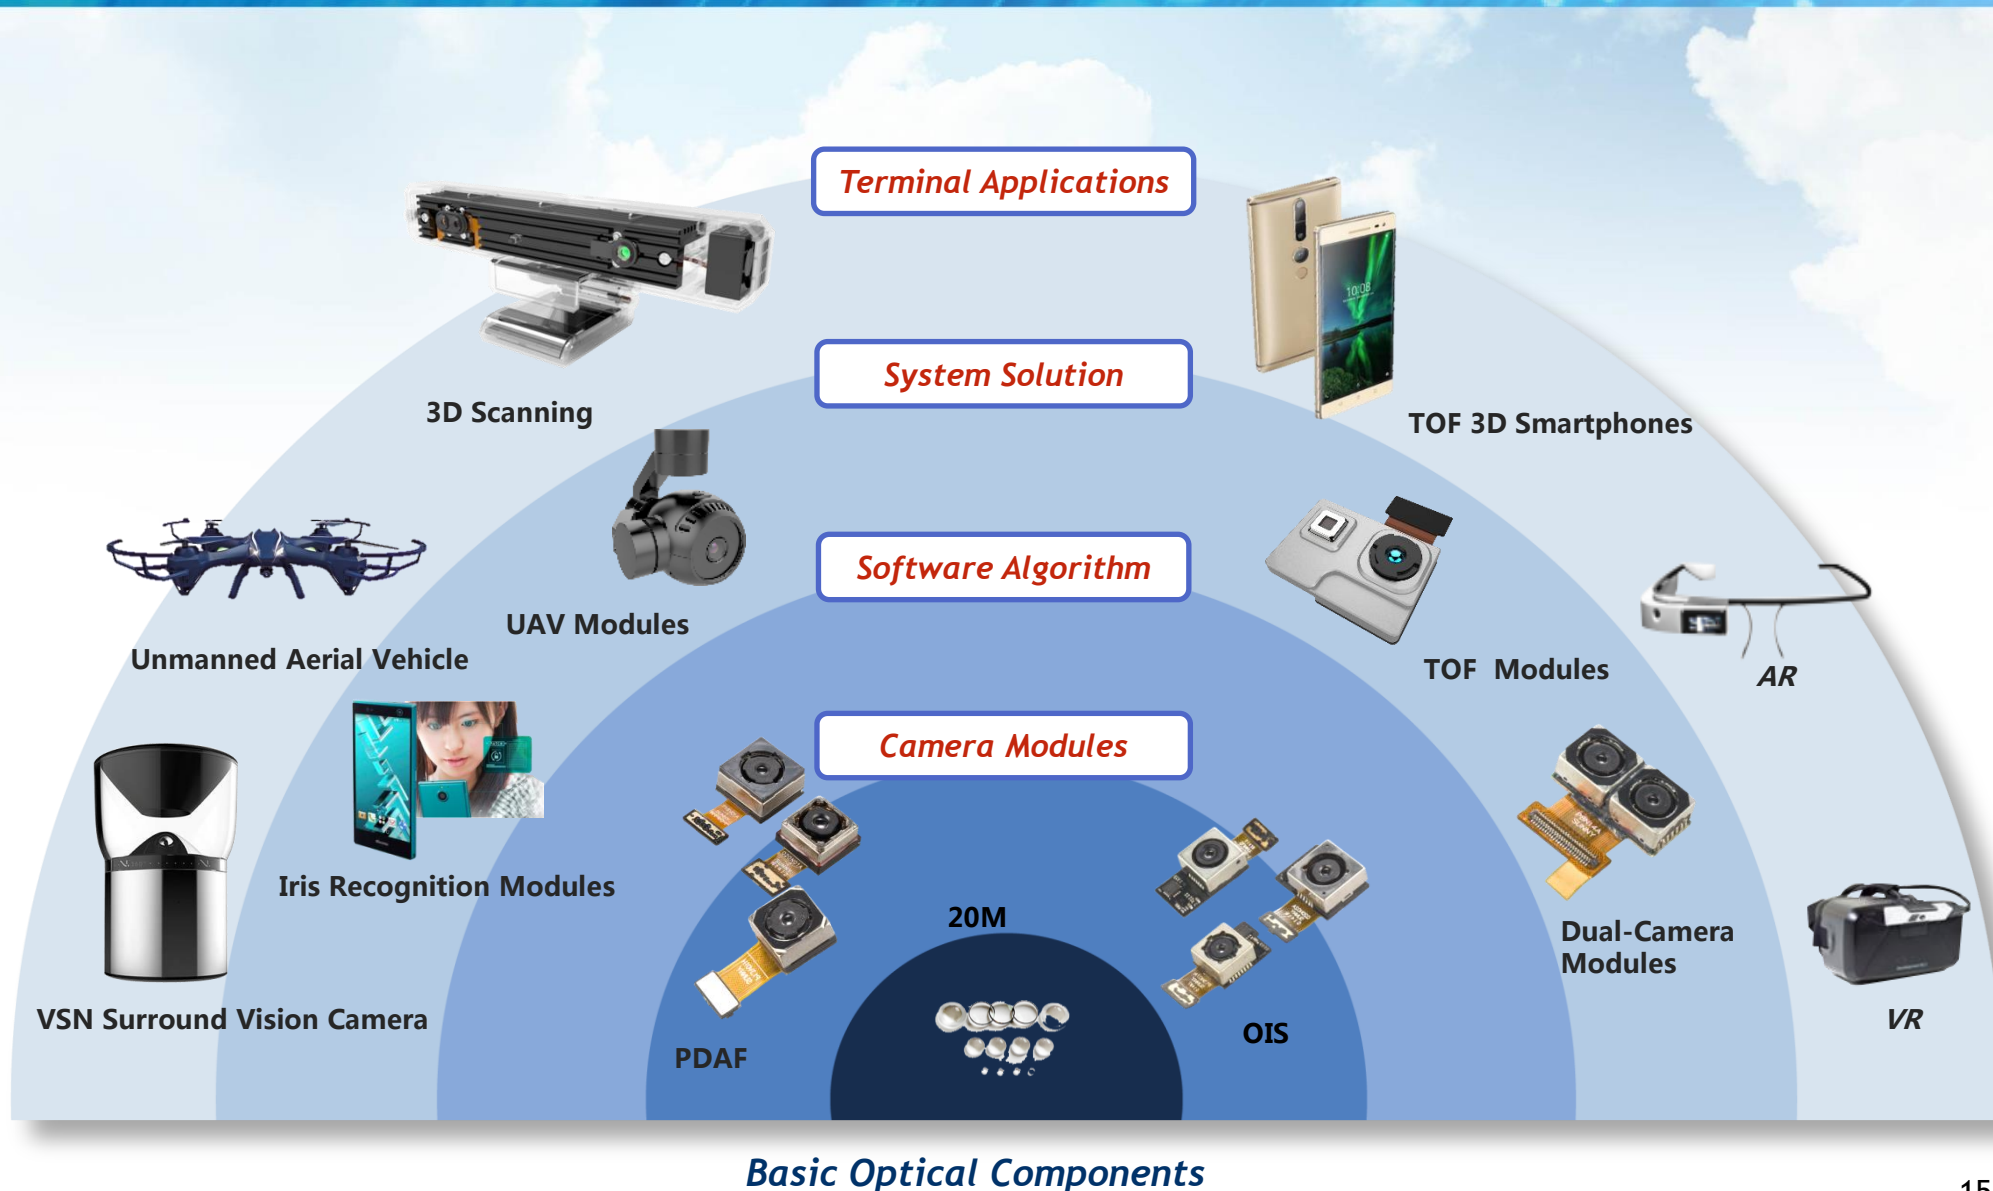 Terminal Applications
System Solution
3D Scanning
TOF 3D Smartphones
10:08
Software Algorithm
UAV Modules
Unmanned Aerial Vehicle
TOF  Modules
AR
Camera Modules
Iris Recognition Modules
20M
Dual-Camera
Modules
VSN Surround Vision Camera
PDAF
OIS
VR
Basic Optical Components
15